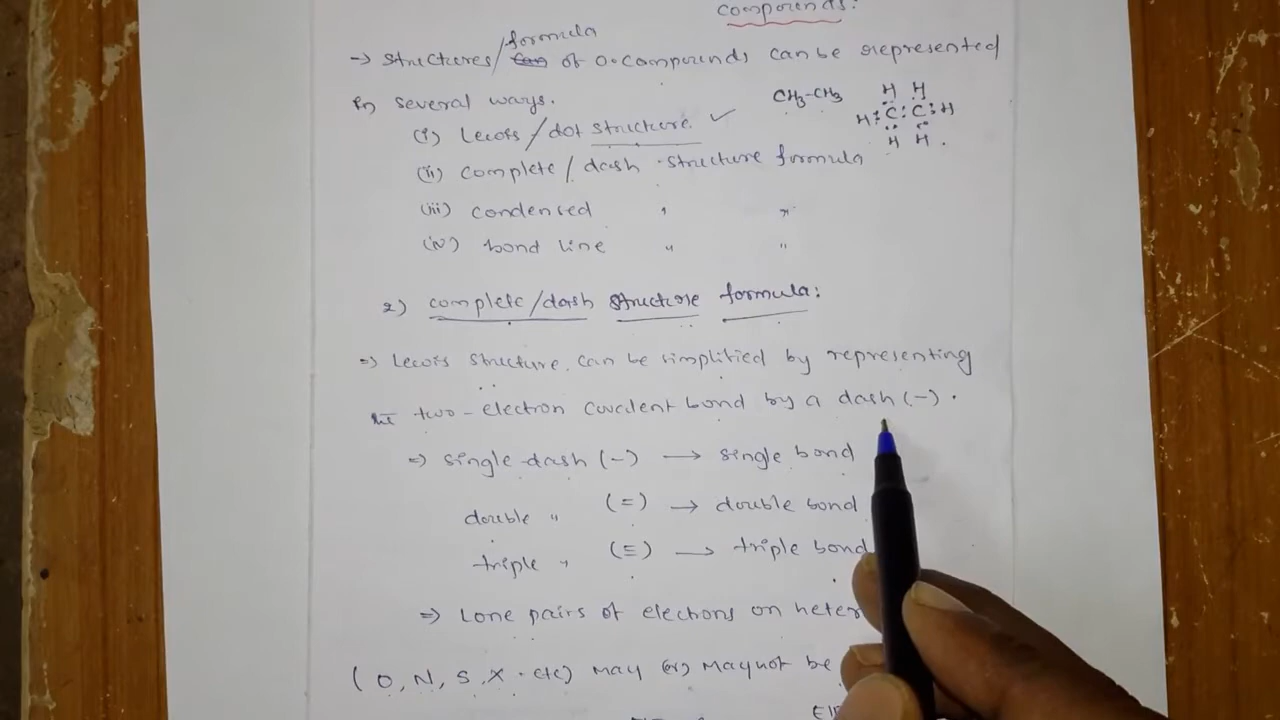 compounds:
→ structures/formula of o.compounds can be represented
in several ways.
CH3-CH3
H H
H:C:C:H
H H.
(i) Lewis/dot structure ✓
(ii) complete/dash structure formula
(iii) condensed " "
(iv) bond line " "
2) complete/dash structure formula:
⇒ Lewis structure can be simplified by representing
the two-electron covalent bond by a dash (-).
⇒ single dash (-) → single bond
double " (=) → double bond
triple " (≡) → triple bond
⇒ Lone pairs of electrons on heter
(O, N, S, X. etc) may (or) may not be